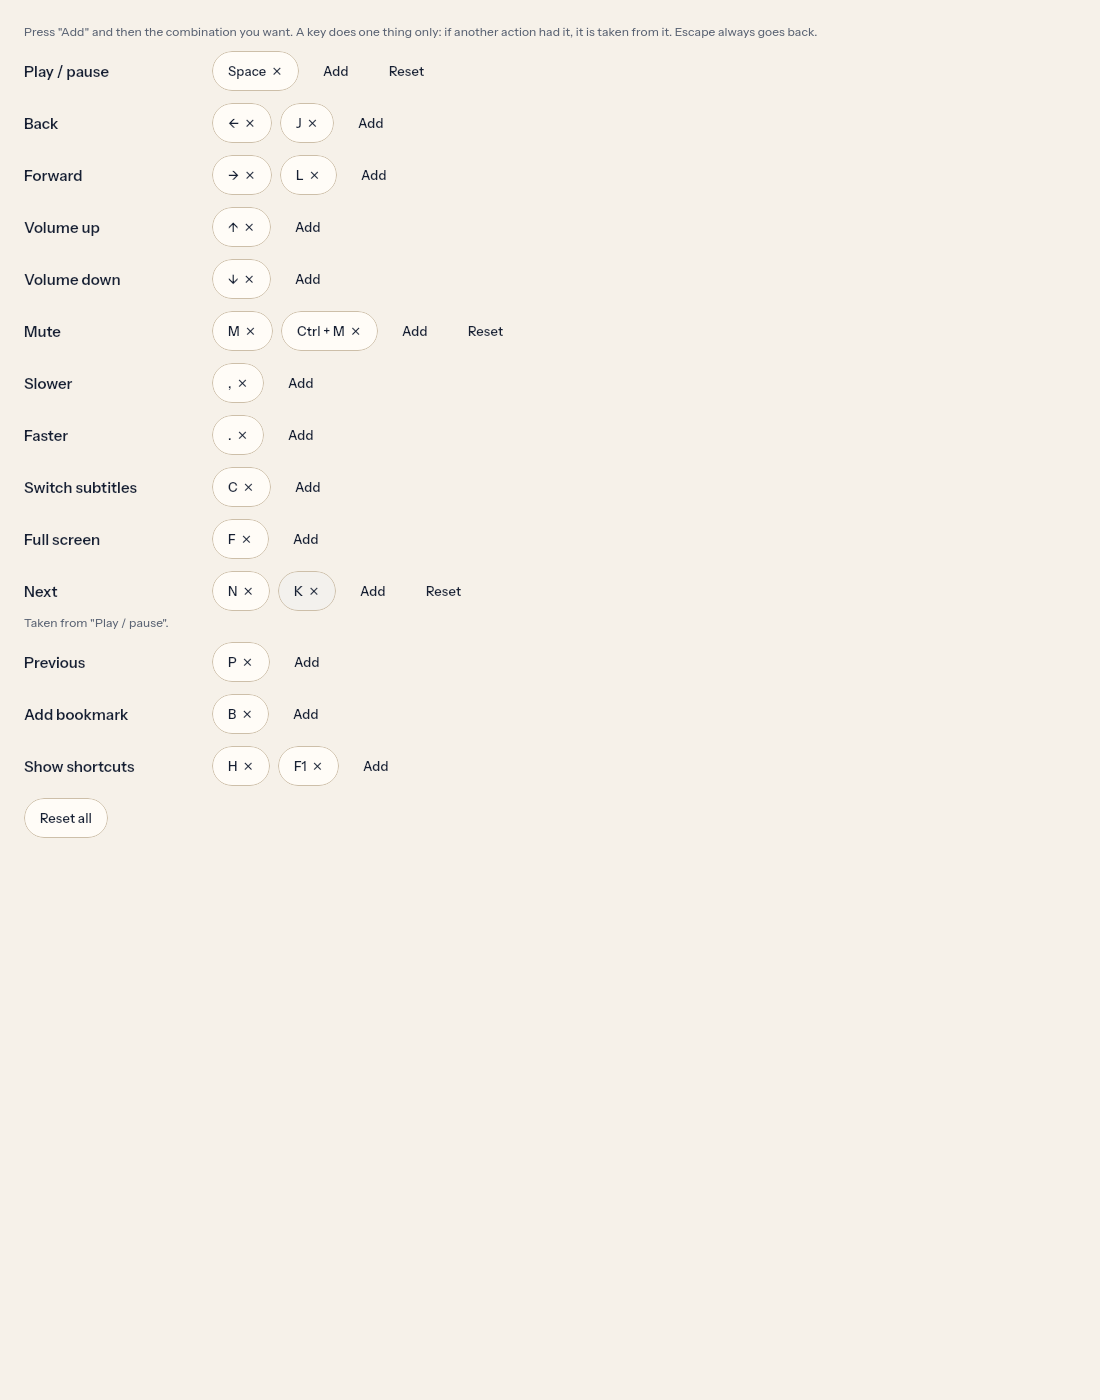 Press "Add" and then the combination you want. A key does one thing only: if another action had it, it is taken from it. Escape always goes back.
Play / pause Space × Add Reset
Back ← × J × Add
Forward → × L × Add
Volume up ↑ × Add
Volume down ↓ × Add
Mute M × Ctrl + M × Add Reset
Slower , × Add
Faster . × Add
Switch subtitles C × Add
Full screen F × Add
Next N × K × Add Reset
Taken from "Play / pause".
Previous P × Add
Add bookmark B × Add
Show shortcuts H × F1 × Add
Reset all